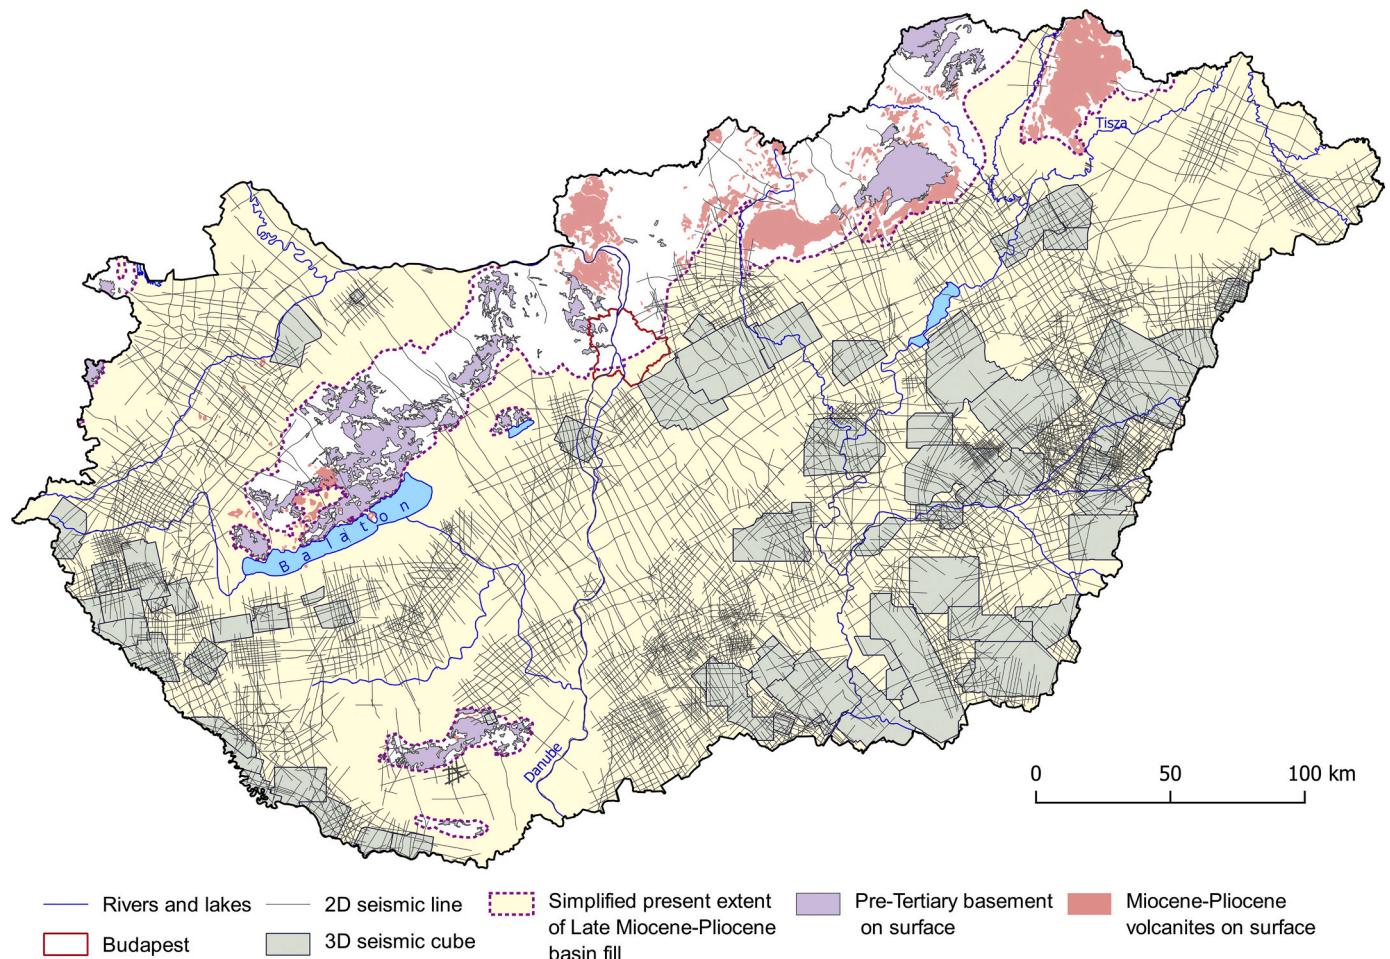 Tisza
Balaton
Danube
0 50 100 km
Rivers and lakes
Budapest
2D seismic line
3D seismic cube
Simplified present extent
of Late Miocene-Pliocene
basin fill
Pre-Tertiary basement
on surface
Miocene-Pliocene
volcanites on surface